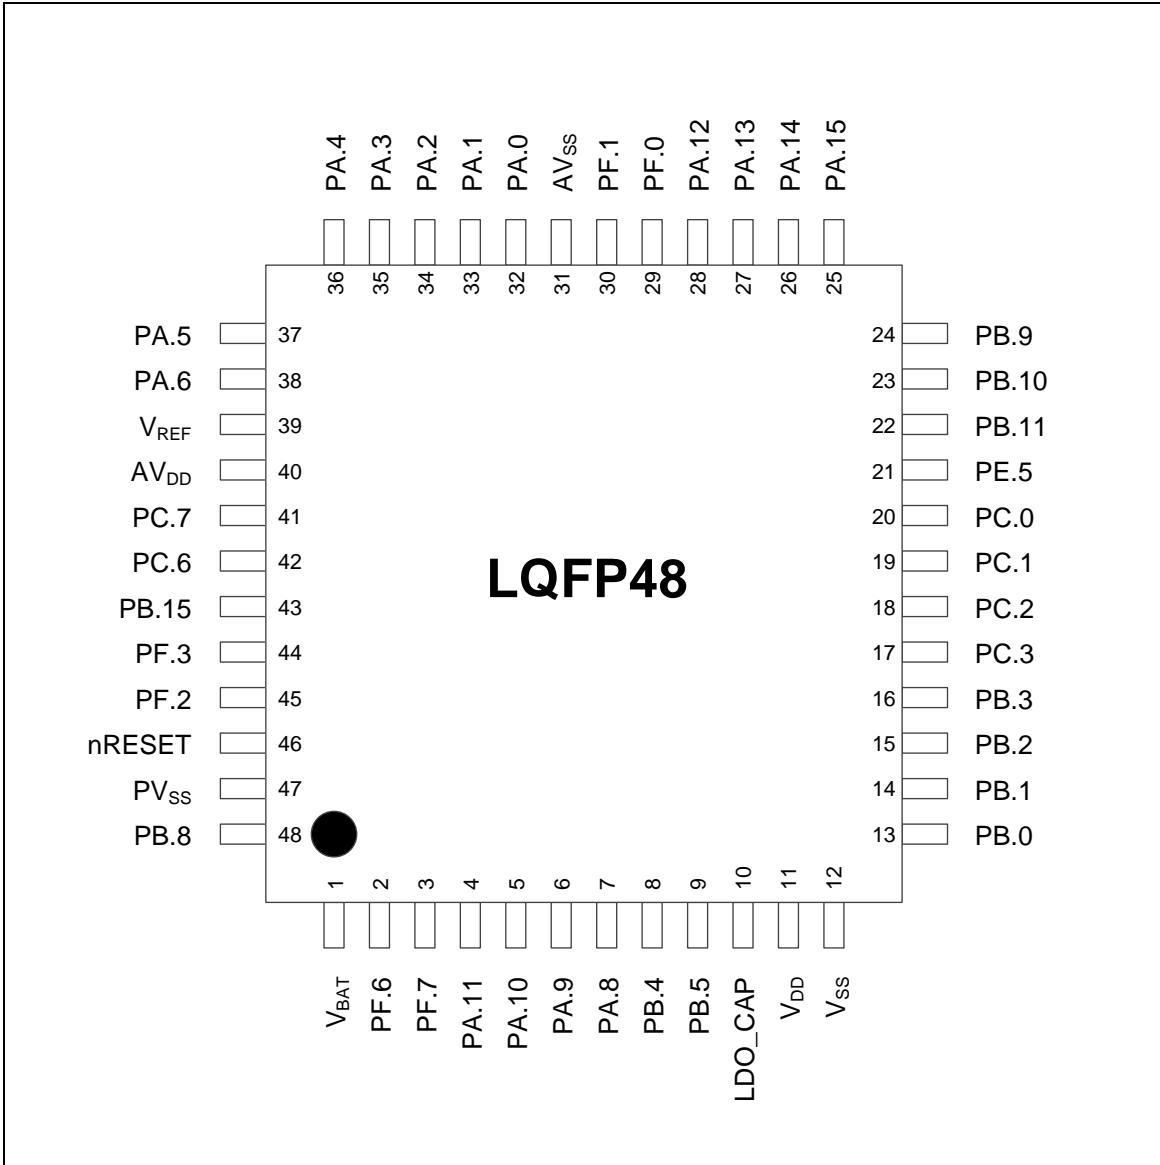 PA.4 PA.3 PA.2 PA.1 PA.0 AVSS PF.1 PF.0 PA.12 PA.13 PA.14 PA.15
36 35 34 33 32 31 30 29 28 27 26 25
PA.5 37 24 PB.9
PA.6 38 23 PB.10
VREF 39 22 PB.11
AVDD 40 21 PE.5
PC.7 41 20 PC.0
PC.6 42 19 PC.1
LQFP48
PB.15 43 18 PC.2
PF.3 44 17 PC.3
PF.2 45 16 PB.3
nRESET 46 15 PB.2
PVSS 47 14 PB.1
PB.8 48 13 PB.0
1 2 3 4 5 6 7 8 9 10 11 12
VBAT PF.6 PF.7 PA.11 PA.10 PA.9 PA.8 PB.4 PB.5 LDO_CAP VDD VSS